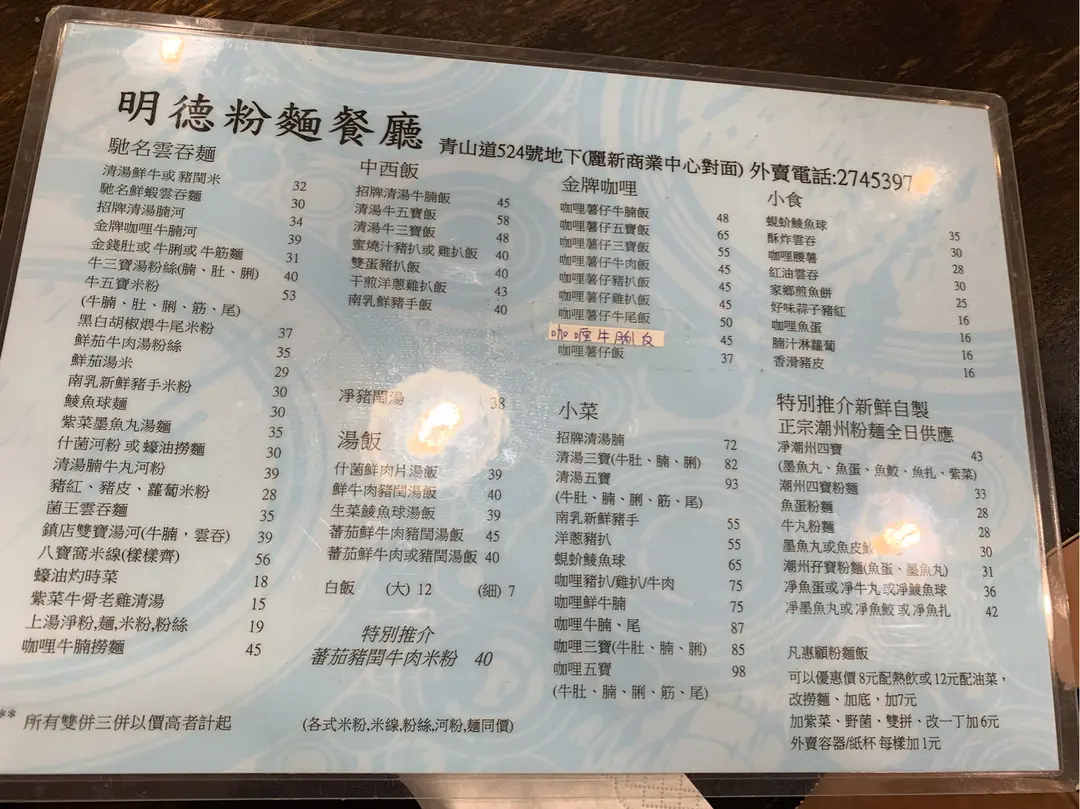 明德粉麵餐廳
青山道524號地下(麗新商業中心對面) 外賣電話:2745397
馳名雲吞麵
清湯鮮牛或豬閏米 32
馳名鮮蝦雲吞麵 30
招牌清湯腩河 34
金牌咖哩牛腩河 39
金錢肚或牛脷或牛筋麵 31
牛三寶湯粉絲(腩、肚、脷) 40
牛五寶米粉 53
(牛腩、肚、脷、筋、尾)
黑白胡椒煨牛尾米粉 37
鮮茄牛肉湯粉絲 35
鮮茄湯米 29
南乳新鮮豬手米粉 30
鯪魚球麵 30
紫菜墨魚丸湯麵 35
什菌河粉或蠔油撈麵 30
清湯腩牛丸河粉 39
豬紅、豬皮、蘿蔔米粉 28
菌王雲吞麵 35
鎮店雙寶湯河(牛腩，雲吞) 39
八寶窩米線(樣樣齊) 56
蠔油灼時菜 18
紫菜牛骨老雞清湯 15
上湯淨粉,麵,米粉,粉絲 19
咖哩牛腩撈麵 45
** 所有雙併三併以價高者計起
中西飯
招牌清湯牛腩飯 45
清湯牛五寶飯 58
清湯牛三寶飯 48
蜜燒汁豬扒或雞扒飯 40
雙蛋豬扒飯 40
干煎洋蔥雞扒飯 43
南乳鮮豬手飯 40
淨豬閏湯 38
湯飯
什菌鮮肉片湯飯 39
鮮牛肉豬閏湯飯 40
生菜鯪魚球湯飯 39
蕃茄鮮牛肉豬閏湯飯 45
蕃茄鮮牛肉或豬閏湯飯 40
白飯 (大) 12 (細) 7
特別推介
蕃茄豬閏牛肉米粉 40
(各式米粉,米線,粉絲,河粉,麵同價)
金牌咖哩
咖哩薯仔牛腩飯 48
咖哩薯仔五寶飯 65
咖哩薯仔三寶飯 55
咖哩薯仔牛肉飯 45
咖哩薯仔豬扒飯 45
咖哩薯仔雞扒飯 45
咖哩薯仔牛尾飯 50
咖哩牛脷皮 45
咖哩薯仔飯 37
小菜
招牌清湯腩 72
清湯三寶(牛肚、腩、脷) 82
清湯五寶 93
(牛肚、腩、脷、筋、尾)
南乳新鮮豬手 55
洋蔥豬扒 55
蜆蚧鯪魚球 65
咖哩豬扒/雞扒/牛肉 75
咖哩鮮牛腩 75
咖哩牛腩、尾 87
咖哩三寶(牛肚、腩、脷) 85
咖哩五寶 98
(牛肚、腩、脷、筋、尾)
小食
蜆蚧鯪魚球 35
酥炸雲吞 30
咖哩腰薯 28
紅油雲吞 30
家鄉煎魚餅 25
好味蒜子豬紅 16
咖哩魚蛋 16
腩汁淋蘿蔔 16
香滑豬皮 16
特別推介新鮮自製
正宗潮州粉麵全日供應
淨潮州四寶 43
(墨魚丸、魚蛋、魚餃、魚扎、紫菜)
潮州四寶粉麵 33
魚蛋粉麵 28
牛丸粉麵 28
墨魚丸或魚皮 30
潮州孖寶粉麵(魚蛋、墨魚丸) 31
淨魚蛋或淨牛丸或淨鯪魚球 36
淨墨魚丸或淨魚餃或淨魚扎 42
凡惠顧粉麵飯
可以優惠價 8元配熱飲或12元配油菜，
改撈麵、加底，加7元
加紫菜、野菌、雙拼、改一丁加6元
外賣容器/紙杯 每樣加1元